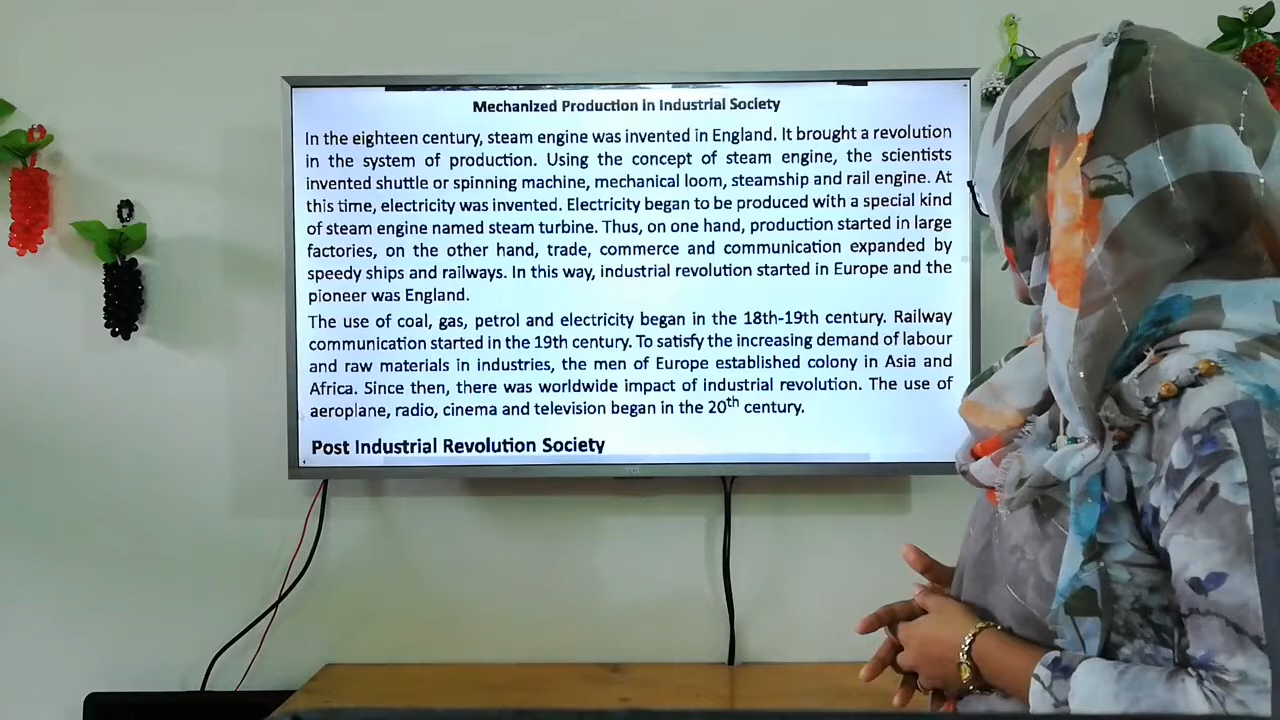 Mechanized Production in Industrial Society
In the eighteen century, steam engine was invented in England. It brought a revolution
in the system of production. Using the concept of steam engine, the scientists
invented shuttle or spinning machine, mechanical loom, steamship and rail engine. At
this time, electricity was invented. Electricity began to be produced with a special kind
of steam engine named steam turbine. Thus, on one hand, production started in large
factories, on the other hand, trade, commerce and communication expanded by
speedy ships and railways. In this way, industrial revolution started in Europe and the
pioneer was England.
The use of coal, gas, petrol and electricity began in the 18th-19th century. Railway
communication started in the 19th century. To satisfy the increasing demand of labour
and raw materials in industries, the men of Europe established colony in Asia and
Africa. Since then, there was worldwide impact of industrial revolution. The use of
aeroplane, radio, cinema and television began in the 20th century.
Post Industrial Revolution Society
TCL